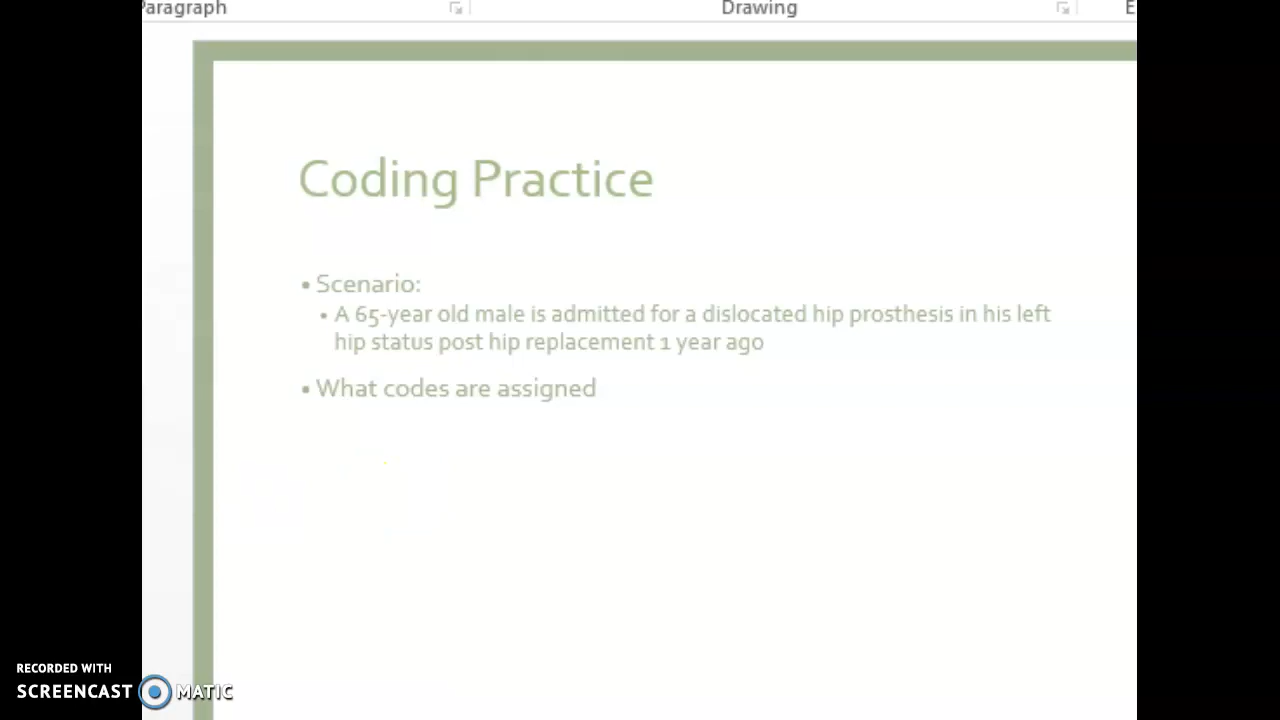 Paragraph
Drawing
E
Coding Practice
• Scenario:
• A 65-year old male is admitted for a dislocated hip prosthesis in his left
hip status post hip replacement 1 year ago
• What codes are assigned
RECORDED WITH
SCREENCAST MATIC